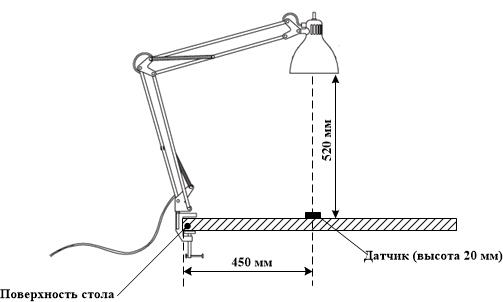 520 мм
Датчик (высота 20 мм)
450 мм
Поверхность стола